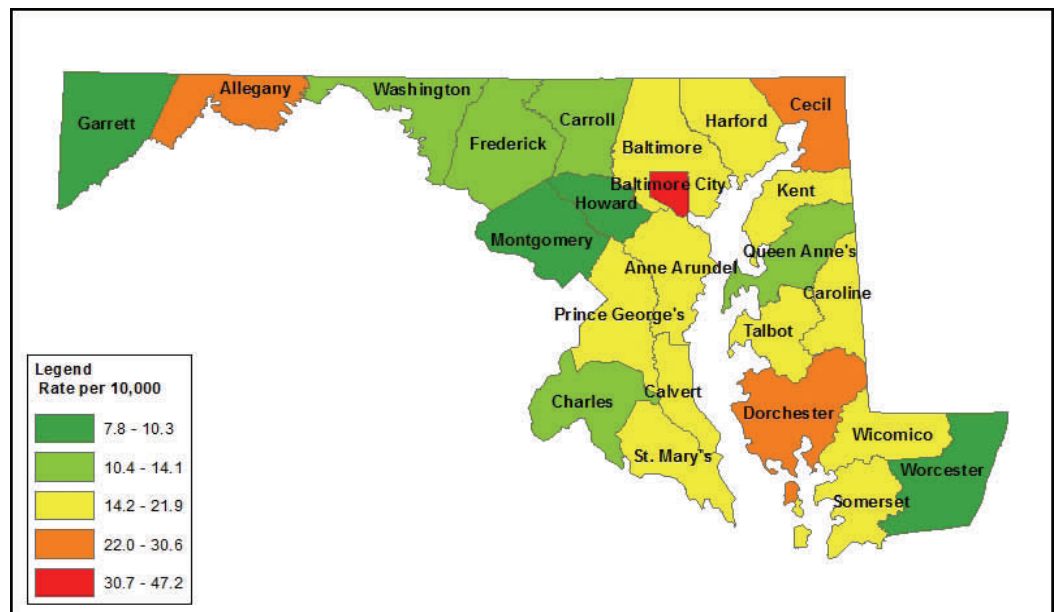 Allegany
Washington
Cecil
Garrett
Carroll
Harford
Frederick
Baltimore
Baltimore City
Kent
Howard
Montgomery
Queen Anne's
Anne Arundel
Caroline
Prince George's
Talbot
Calvert
Charles
Dorchester
Wicomico
St. Mary's
Worcester
Somerset
Legend
Rate per 10,000
7.8 - 10.3
10.4 - 14.1
14.2 - 21.9
22.0 - 30.6
30.7 - 47.2